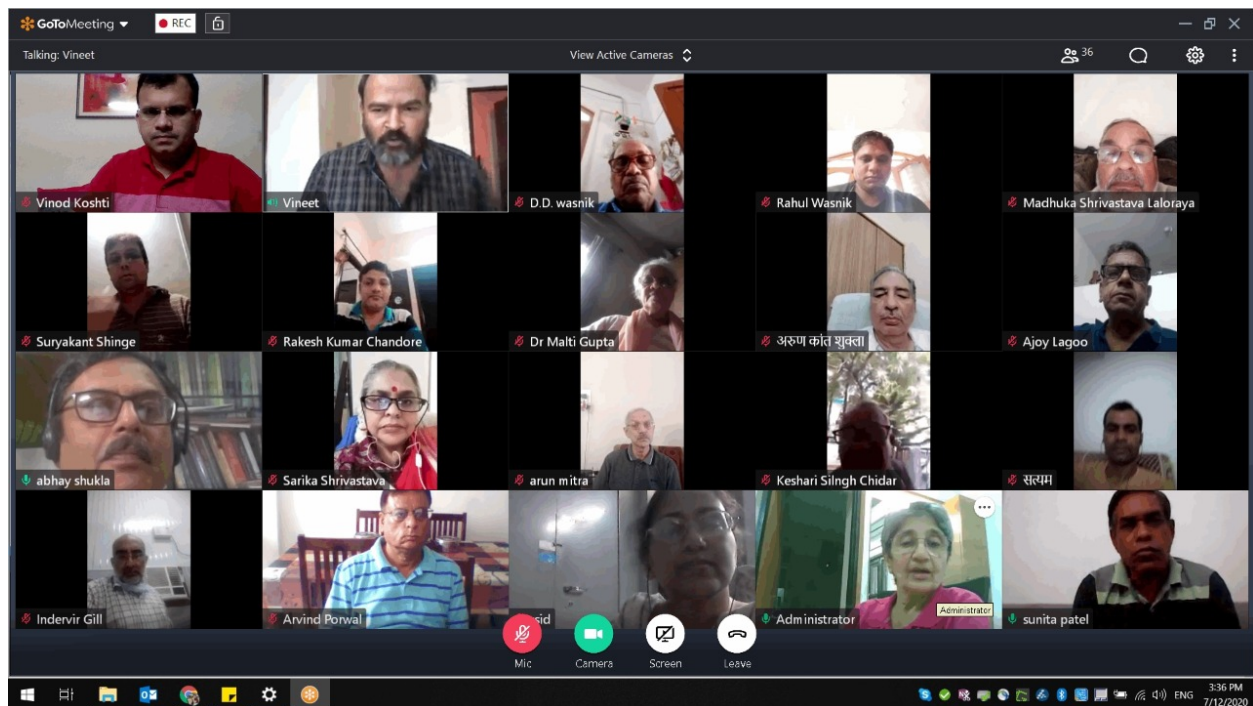 GoToMeeting
REC
Talking: Vineet
View Active Cameras
36
Vinod Koshti
Vineet
D.D. wasnik
Rahul Wasnik
Madhuka Shrivastava Laloraya
Suryakant Shinge
Rakesh Kumar Chandore
Dr Malti Gupta
अरुण कांत शुक्ला
Ajoy Lagoo
abhay shukla
Sarika Shrivastava
arun mitra
Keshari Silngh Chidar
सत्यम
Indervir Gill
Arvind Porwal
sid
Administrator
Administrator
sunita patel
Mic
Camera
Screen
Leave
ENG
3:36 PM
7/12/2020